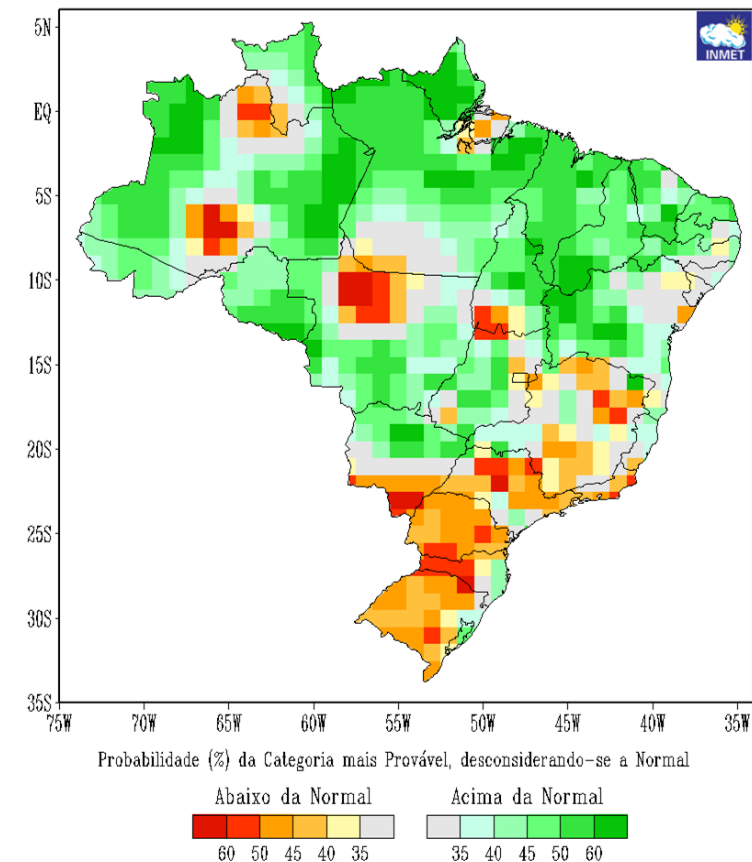 5N
INMET
EQ
5S
10S
15S
20S
25S
30S
35S
75W 70W 65W 60W 55W 50W 45W 40W 35W
Probabilidade (%) da Categoria mais Provável, desconsiderando-se a Normal
Abaixo da Normal Acima da Normal
60 50 45 40 35 35 40 45 50 60